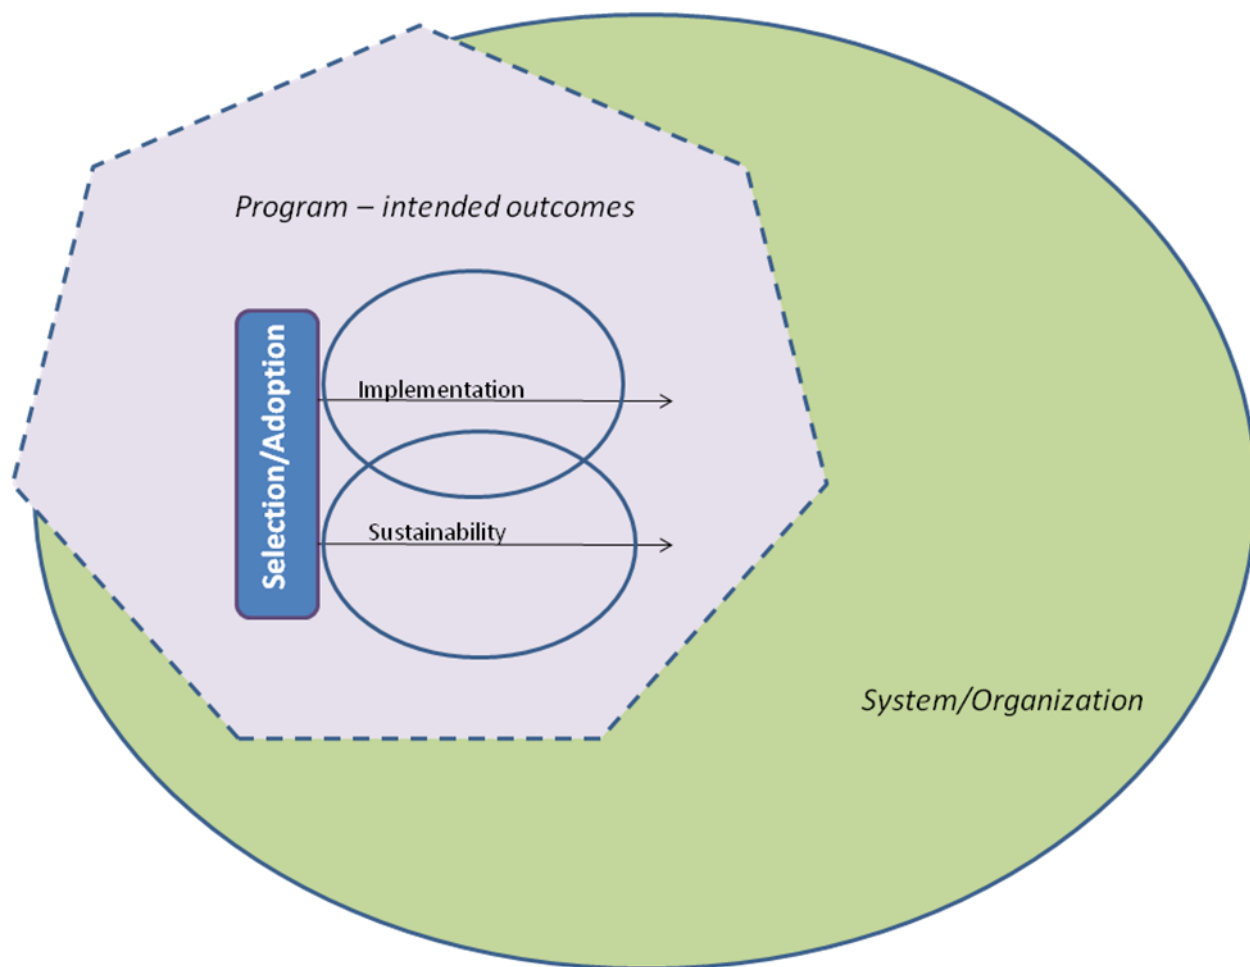 Program – intended outcomes
Selection/Adoption
Implementation
Sustainability
System/Organization